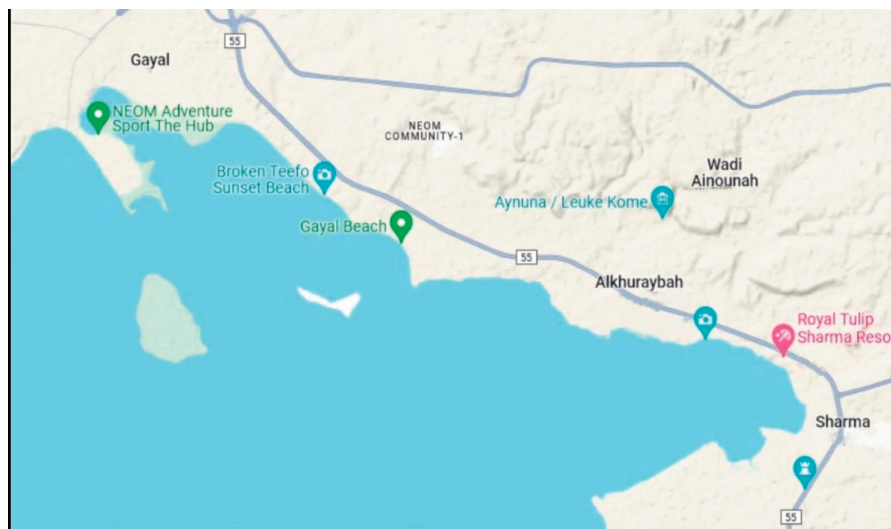 55
Gayal
NEOM Adventure
Sport The Hub
NEOM
COMMUNITY-1
Broken Teefo
Sunset Beach
Wadi
Ainounah
Aynuna / Leuke Kome
Gayal Beach
55
Alkhuraybah
Royal Tulip
Sharma Reso
Sharma
55